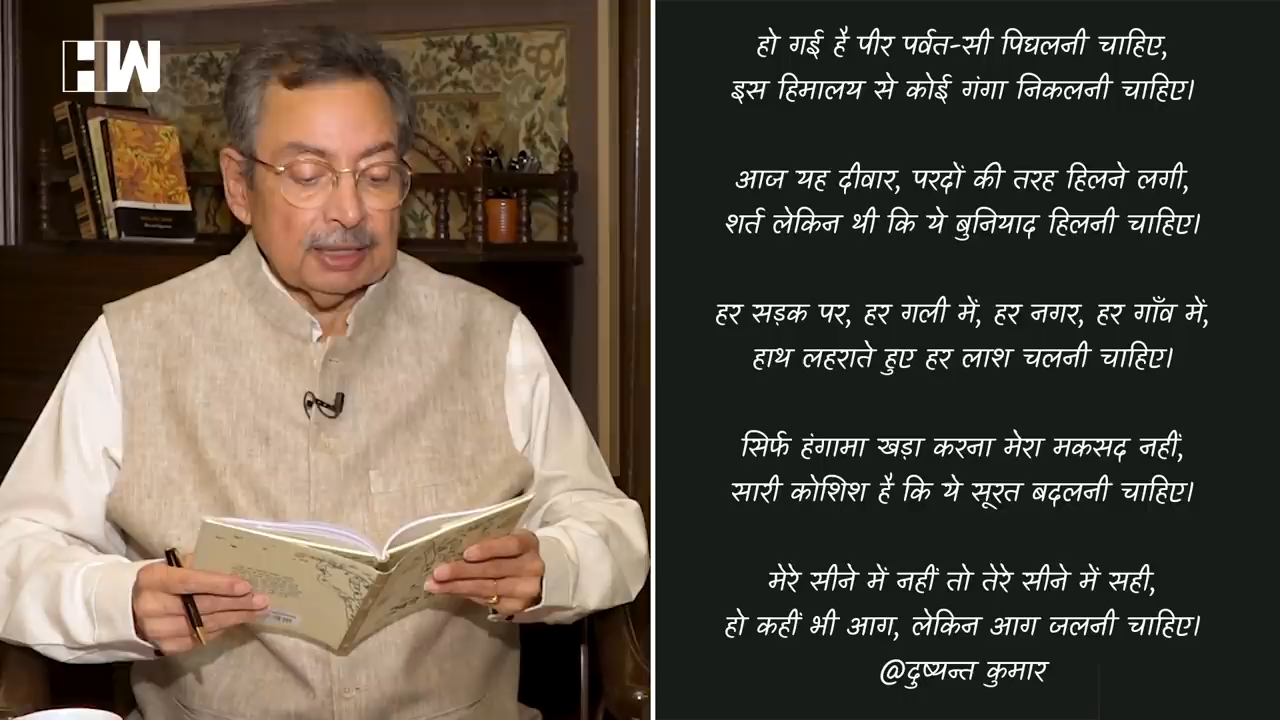 HW
हो गई है पीर पर्वत-सी पिघलनी चाहिए,
इस हिमालय से कोई गंगा निकलनी चाहिए।
आज यह दीवार, परदों की तरह हिलने लगी,
शर्त लेकिन थी कि ये बुनियाद हिलनी चाहिए।
हर सड़क पर, हर गली में, हर नगर, हर गाँव में,
हाथ लहराते हुए हर लाश चलनी चाहिए।
सिर्फ हंगामा खड़ा करना मेरा मकसद नहीं,
सारी कोशिश है कि ये सूरत बदलनी चाहिए।
मेरे सीने में नहीं तो तेरे सीने में सही,
हो कहीं भी आग, लेकिन आग जलनी चाहिए।
@दुष्यन्त कुमार